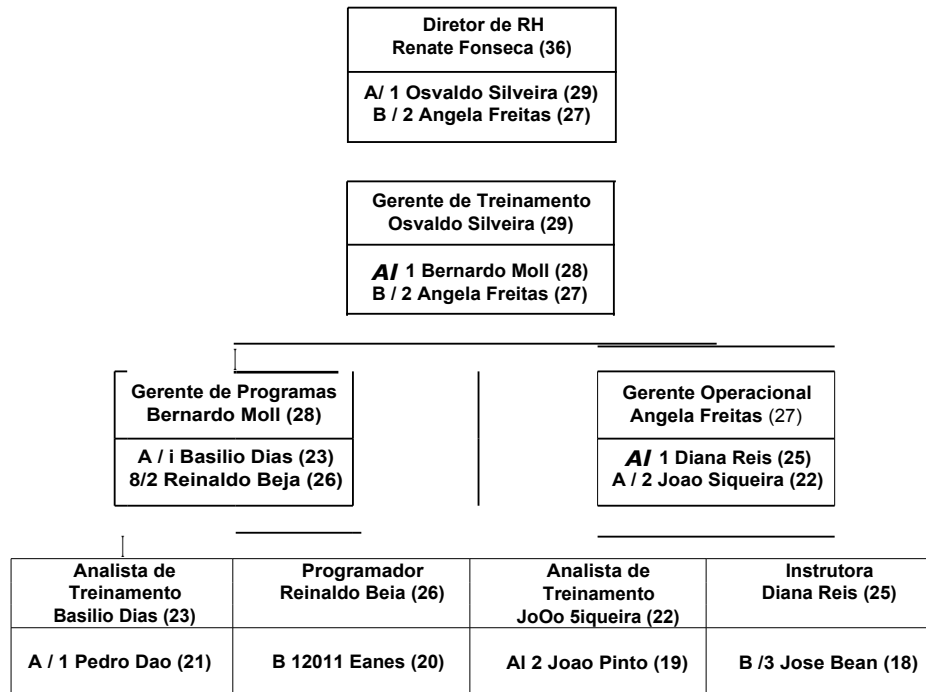 Diretor de RH
Renate Fonseca (36)
A/ 1 Osvaldo Silveira (29)
B / 2 Angela Freitas (27)
Gerente de Treinamento
Osvaldo Silveira (29)
AI 1 Bernardo Moll (28)
B / 2 Angela Freitas (27)
Gerente de Programas
Bernardo Moll (28)
A / i Basilio Dias (23)
8/2 Reinaldo Beja (26)
Gerente Operacional
Angela Freitas (27)
AI 1 Diana Reis (25)
A / 2 Joao Siqueira (22)
Analista de
Treinamento
Basilio Dias (23)
A / 1 Pedro Dao (21)
Programador
Reinaldo Beia (26)
B 12011 Eanes (20)
Analista de
Treinamento
JoOo 5iqueira (22)
AI 2 Joao Pinto (19)
Instrutora
Diana Reis (25)
B /3 Jose Bean (18)